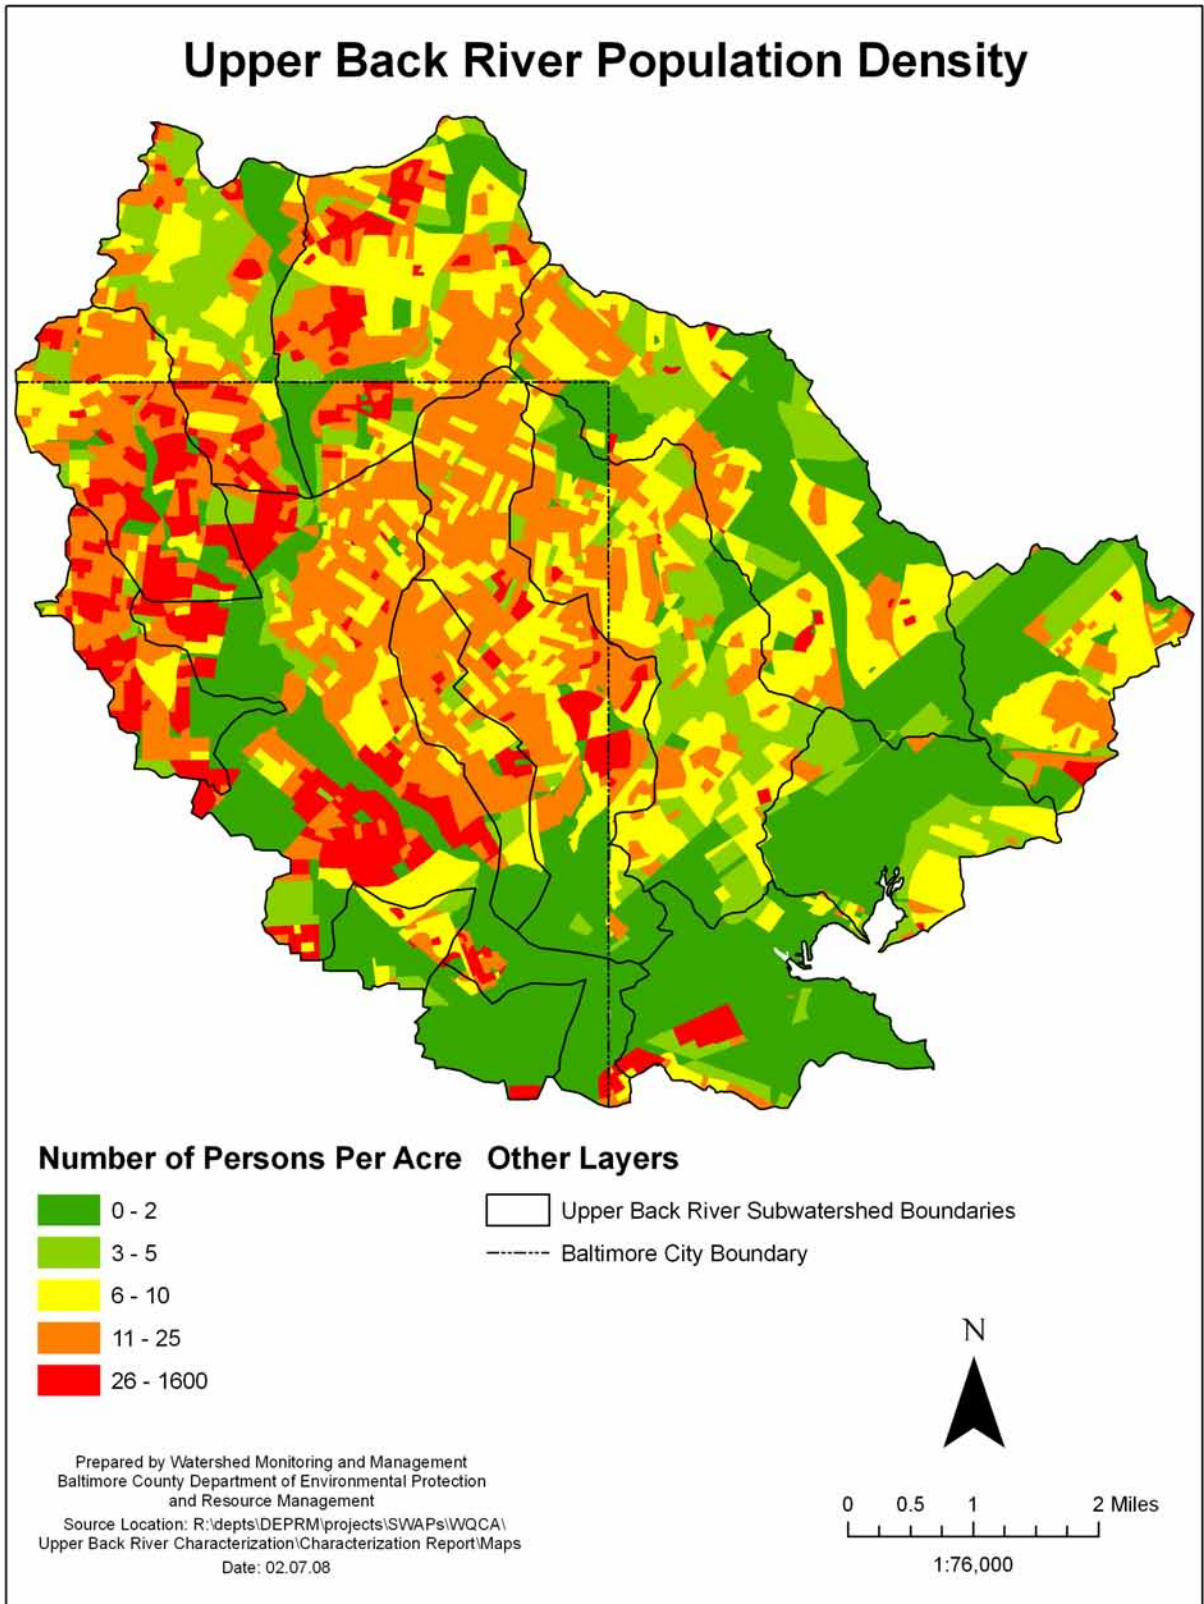 Upper Back River Population Density
Number of Persons Per Acre
0 - 2
3 - 5
6 - 10
11 - 25
26 - 1600
Other Layers
Upper Back River Subwatershed Boundaries
Baltimore City Boundary
Prepared by Watershed Monitoring and Management
Baltimore County Department of Environmental Protection
and Resource Management
Source Location: R:\depts\DEPRM\projects\SWAPs\WQCA\
Upper Back River Characterization\Characterization Report\Maps
Date: 02.07.08
N
0 0.5 1 2 Miles
1:76,000